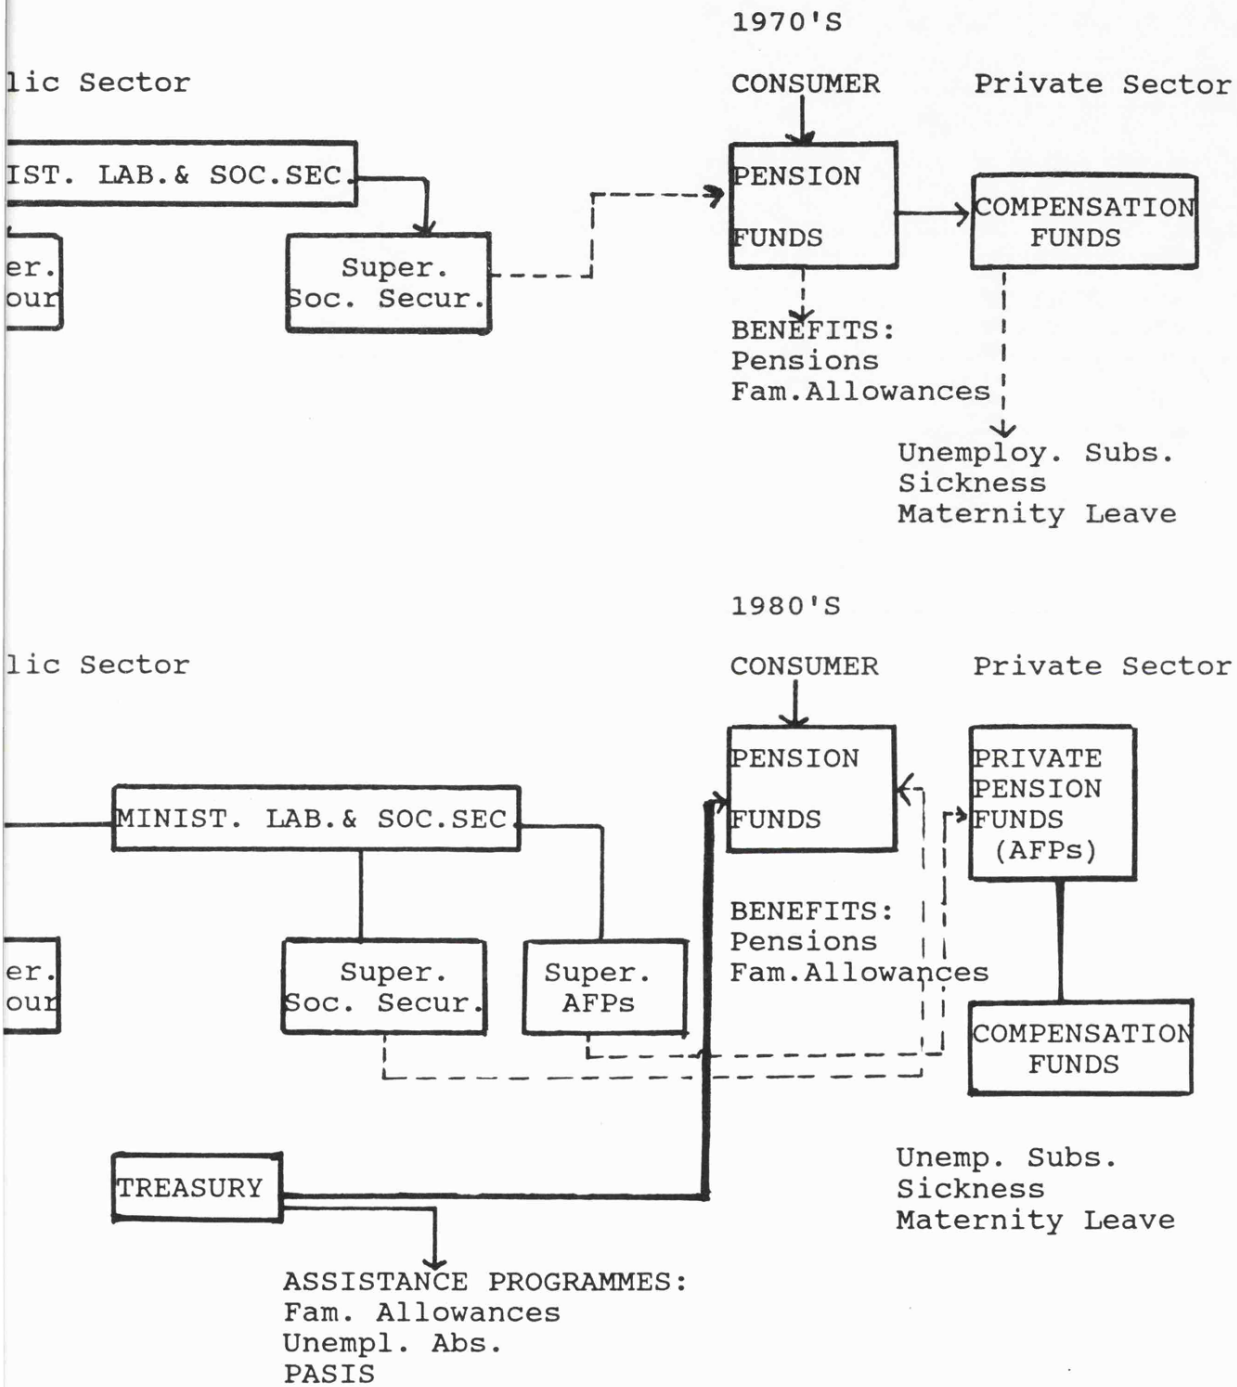 1970'S
lic Sector
CONSUMER
Private Sector
IST. LAB.& SOC.SEC.
PENSION
FUNDS
COMPENSATION
FUNDS
er.
our
Super.
Soc. Secur.
BENEFITS:
Pensions
Fam.Allowances
Unemploy. Subs.
Sickness
Maternity Leave
1980'S
lic Sector
CONSUMER
Private Sector
MINIST. LAB.& SOC.SEC
PENSION
FUNDS
PRIVATE
PENSION
FUNDS
(AFPs)
BENEFITS:
Pensions
Fam.Allowances
er.
our
Super.
Soc. Secur.
Super.
AFPs
COMPENSATION
FUNDS
Unemp. Subs.
Sickness
Maternity Leave
TREASURY
ASSISTANCE PROGRAMMES:
Fam. Allowances
Unempl. Abs.
PASIS